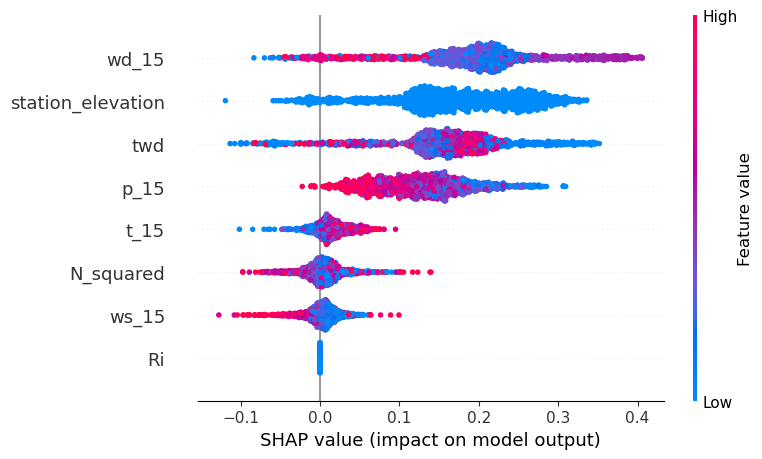 High
wd_15
station_elevation
twd
p_15
t_15
N_squared
ws_15
Ri
Feature value
Low
−0.1 0.0 0.1 0.2 0.3 0.4
SHAP value (impact on model output)